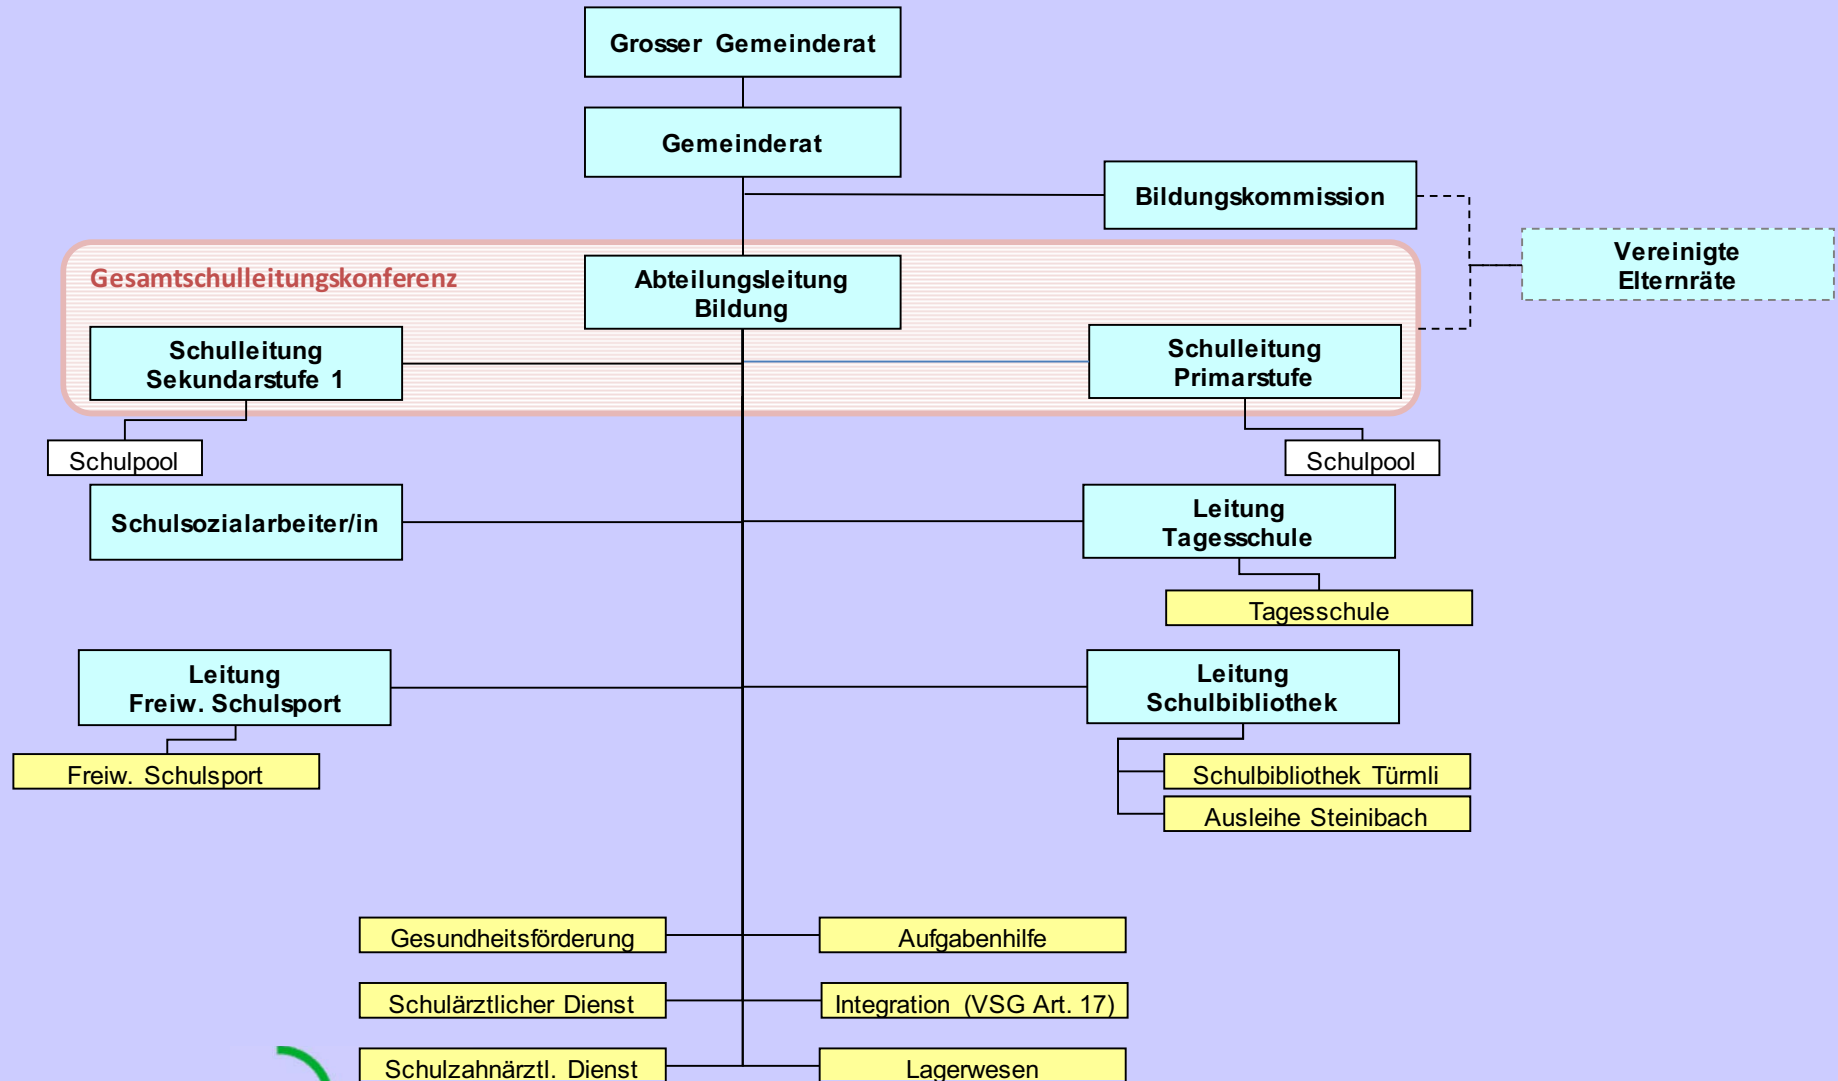 Grosser Gemeinderat
Gemeinderat
Bildungskommission
Vereinigte
Elternräte
Gesamtschulleitungskonferenz
Abteilungsleitung
Bildung
Schulleitung
Sekundarstufe 1
Schulleitung
Primarstufe
Schulpool
Schulpool
Schulsozialarbeiter/in
Leitung
Tagesschule
Tagesschule
Leitung
Freiw. Schulsport
Leitung
Schulbibliothek
Freiw. Schulsport
Schulbibliothek Türmli
Ausleihe Steinibach
Gesundheitsförderung
Aufgabenhilfe
Schulärztlicher Dienst
Integration (VSG Art. 17)
Schulzahnärztl. Dienst
Lagerwesen